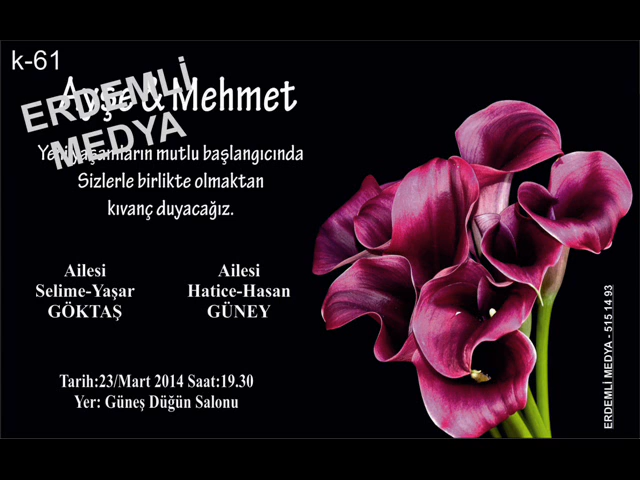 k-61
ERDEMLİ
MEDYA
Ayşe & Mehmet
Yeni yaşamların mutlu başlangıcında
Sizlerle birlikte olmaktan
kıvanç duyacağız.
Ailesi
Selime-Yaşar
GÖKTAŞ
Ailesi
Hatice-Hasan
GÜNEY
Tarih:23/Mart 2014 Saat:19.30
Yer: Güneş Düğün Salonu
ERDEMLİ MEDYA - 515 14 93